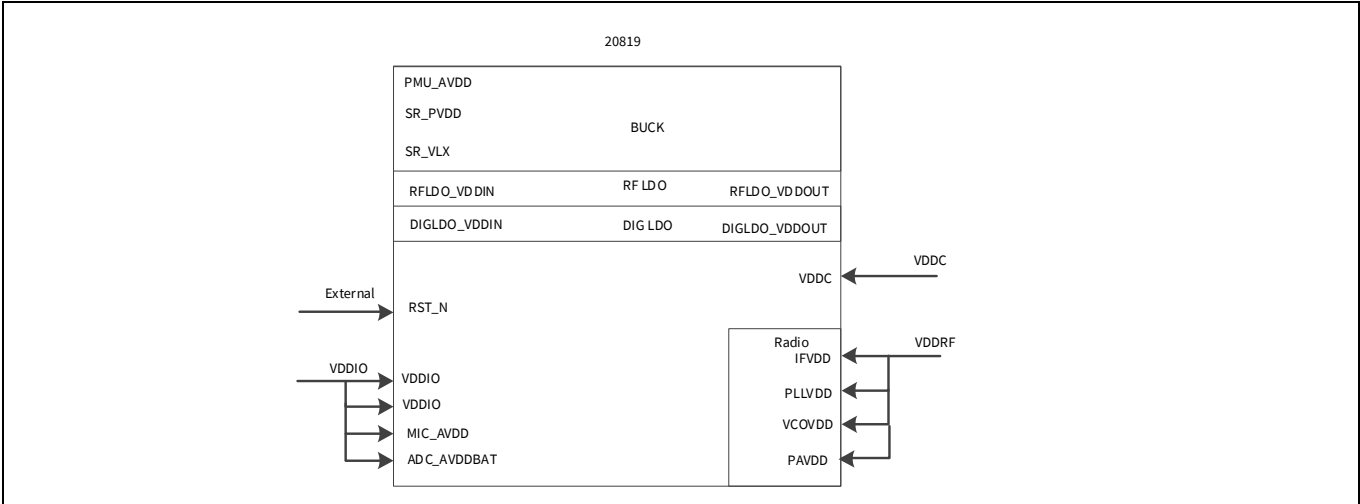 20819
PMU_AVDD
SR_PVDD
BUCK
SR_VLX
RFLDO_VDDIN RF LDO RFLDO_VDDOUT
DIGLDO_VDDIN DIG LDO DIGLDO_VDDOUT
VDDC
VDDC
External
RST_N
Radio
VDDRF
IFVDD
VDDIO
VDDIO
PLLVDD
VDDIO
VCOVDD
MIC_AVDD
ADC_AVDDBAT
PAVDD